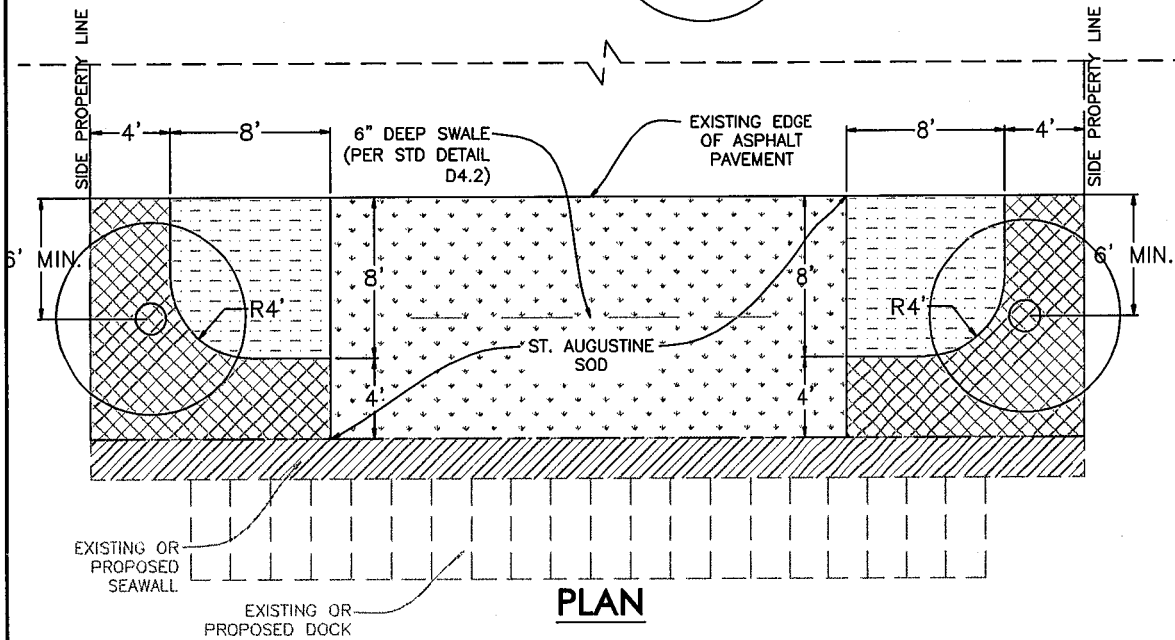 SIDE PROPERTY LINE
SIDE PROPERTY LINE
4'
8'
6" DEEP SWALE
(PER STD DETAIL
D4.2)
EXISTING EDGE
OF ASPHALT
PAVEMENT
8'
4'
6' MIN.
8'
8'
6' MIN.
R4'
R4'
ST. AUGUSTINE
SOD
4'
4'
EXISTING OR
PROPOSED
SEAWALL
EXISTING OR
PROPOSED DOCK
PLAN